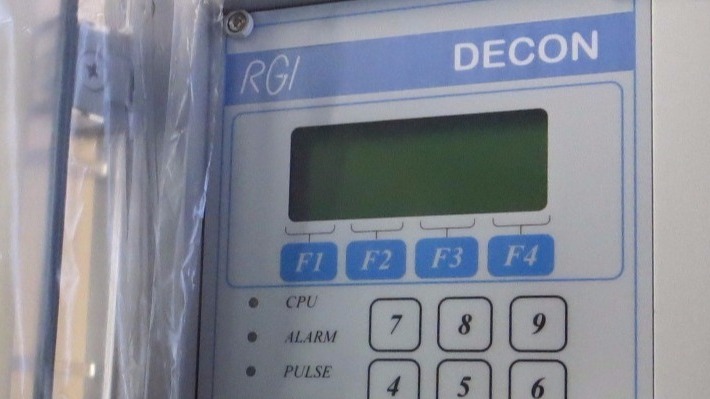 RGI DECON
F1 F2 F3 F4
CPU
7 8 9
ALARM
PULSE
4 5 6